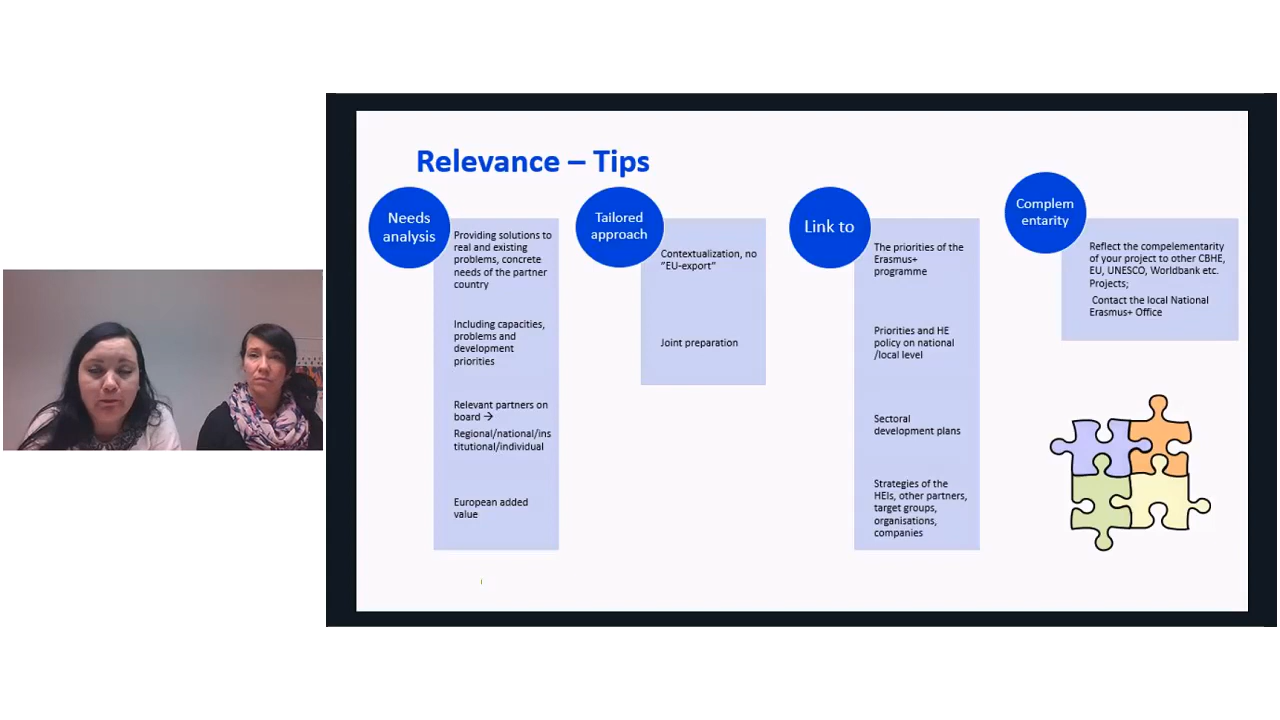 Relevance – Tips
Needs
analysis
Providing solutions to
real and existing
problems, concrete
needs of the partner
country
Including capacities,
problems and
development
priorities
Relevant partners on
board →
Regional/national/ins
titutional/individual
European added
value
Tailored
approach
Contextualization, no
”EU-export”
Joint preparation
Link to
The priorities of the
Erasmus+
programme
Priorities and HE
policy on national
/local level
Sectoral
development plans
Strategies of the
HEIs, other partners,
target groups,
organisations,
companies
Complem
entarity
Reflect the compelementarity
of your project to other CBHE,
EU, UNESCO, Worldbank etc.
Projects;
Contact the local National
Erasmus+ Office